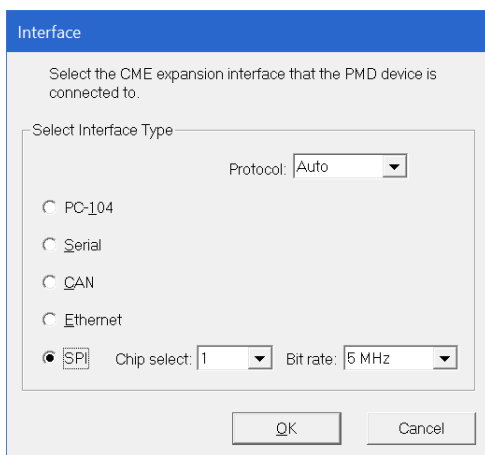 Interface
Select the CME expansion interface that the PMD device is
connected to.
Select Interface Type
Protocol: Auto
PC-104
Serial
CAN
Ethernet
SPI Chip select: 1 Bit rate: 5 MHz
OK Cancel